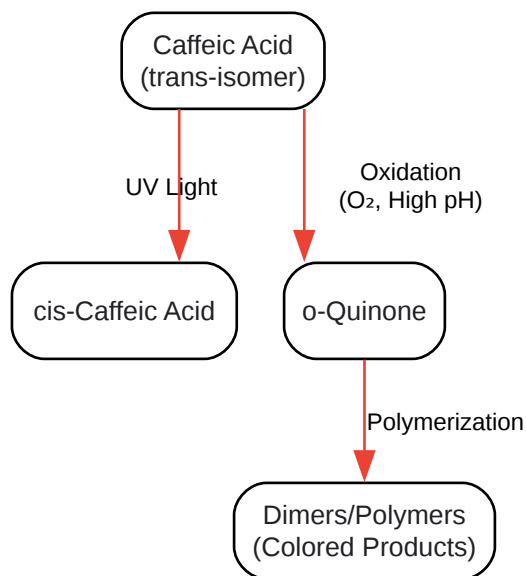 Caffeic Acid
(trans-isomer)
UV Light
Oxidation
(O₂, High pH)
cis-Caffeic Acid
o-Quinone
Polymerization
Dimers/Polymers
(Colored Products)